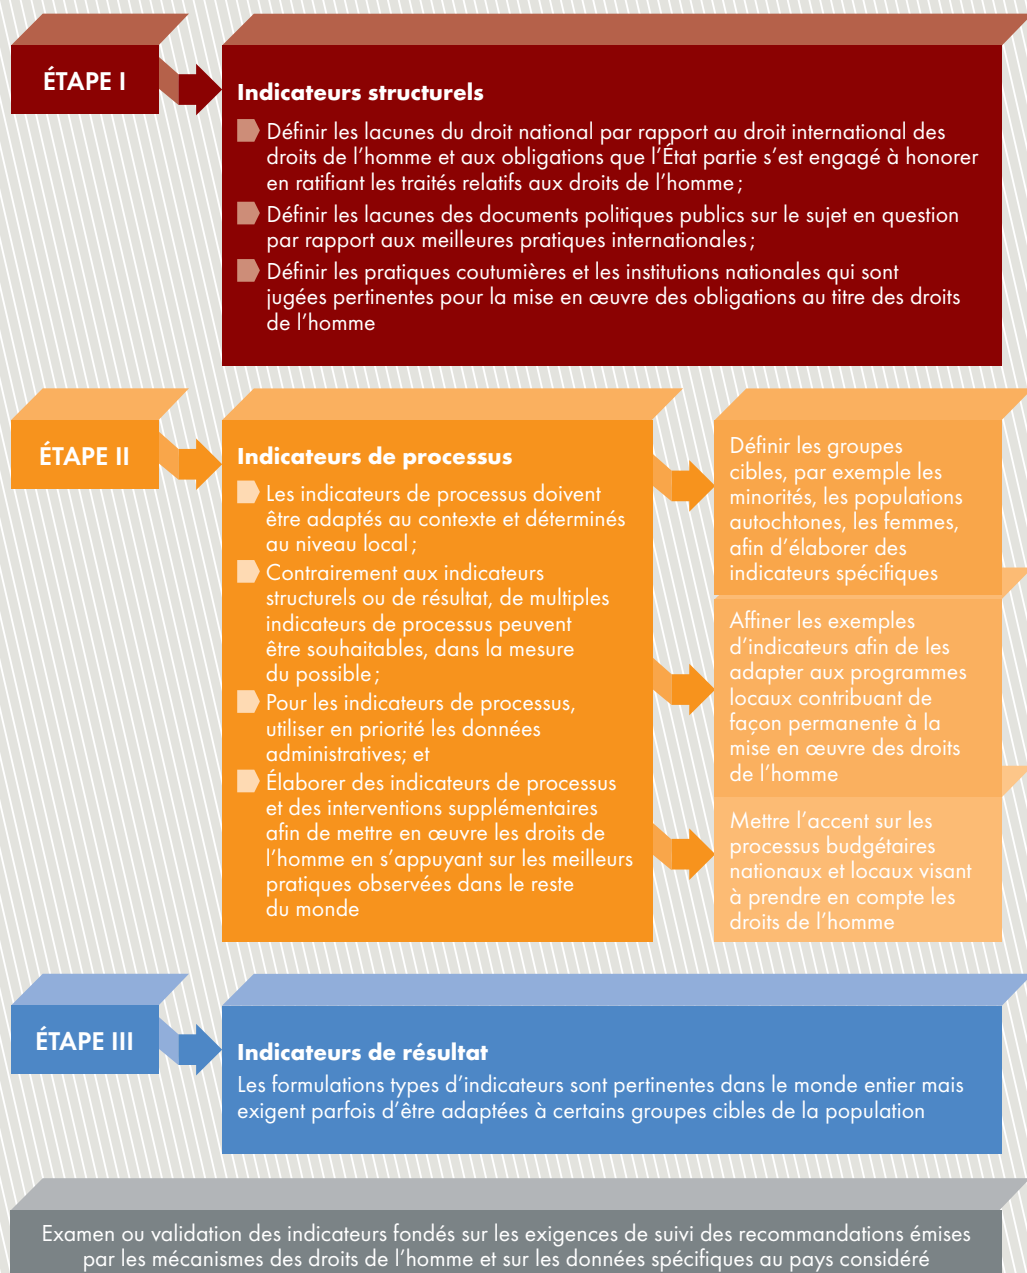 ÉTAPE I
Indicateurs structurels
Définir les lacunes du droit national par rapport au droit international des
droits de l’homme et aux obligations que l’État partie s’est engagé à honorer
en ratifiant les traités relatifs aux droits de l’homme ;
Définir les lacunes des documents politiques publics sur le sujet en question
par rapport aux meilleures pratiques internationales ;
Définir les pratiques coutumières et les institutions nationales qui sont
jugées pertinentes pour la mise en œuvre des obligations au titre des droits
de l’homme
ÉTAPE II
Indicateurs de processus
Les indicateurs de processus doivent
être adaptés au contexte et déterminés
au niveau local ;
Contrairement aux indicateurs
structurels ou de résultat, de multiples
indicateurs de processus peuvent
être souhaitables, dans la mesure
du possible ;
Pour les indicateurs de processus,
utiliser en priorité les données
administratives; et
Élaborer des indicateurs de processus
et des interventions supplémentaires
afin de mettre en œuvre les droits de
l’homme en s’appuyant sur les meilleurs
pratiques observées dans le reste
du monde
Définir les groupes
cibles, par exemple les
minorités, les populations
autochtones, les femmes,
afin d’élaborer des
indicateurs spécifiques
Affiner les exemples
d’indicateurs afin de les
adapter aux programmes
locaux contribuant de
façon permanente à la
mise en œuvre des droits
de l’homme
Mettre l’accent sur les
processus budgétaires
nationaux et locaux visant
à prendre en compte les
droits de l’homme
ÉTAPE III
Indicateurs de résultat
Les formulations types d’indicateurs sont pertinentes dans le monde entier mais
exigent parfois d’être adaptées à certains groupes cibles de la population
Examen ou validation des indicateurs fondés sur les exigences de suivi des recommandations émises
par les mécanismes des droits de l’homme et sur les données spécifiques au pays considéré